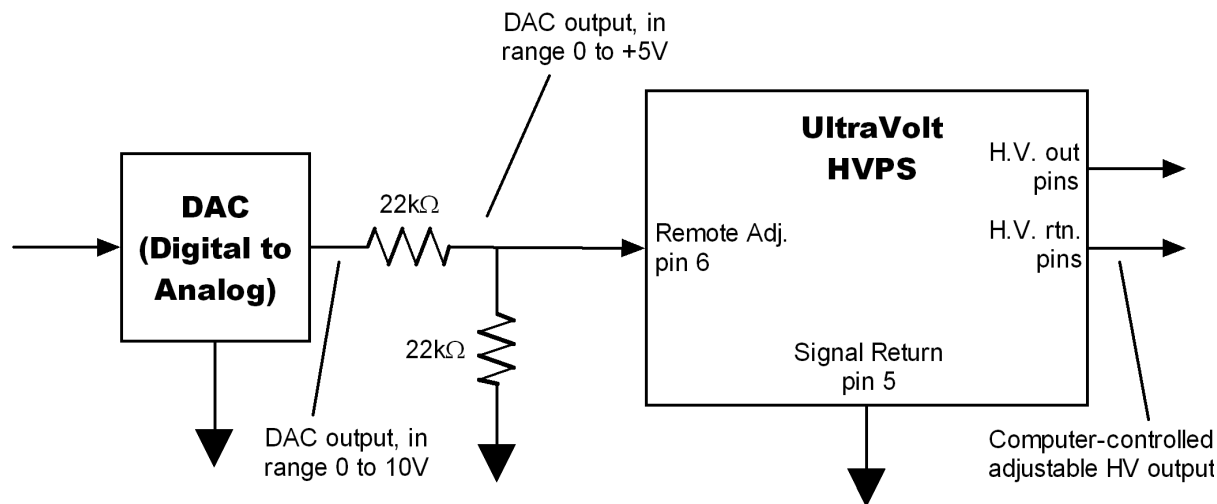 DAC output, in
range 0 to +5V
UltraVolt
HVPS
H.V. out
pins
DAC
(Digital to
Analog)
22kΩ
Remote Adj.
pin 6
H.V. rtn.
pins
22kΩ
Signal Return
pin 5
DAC output, in
range 0 to 10V
Computer-controlled
adjustable HV output